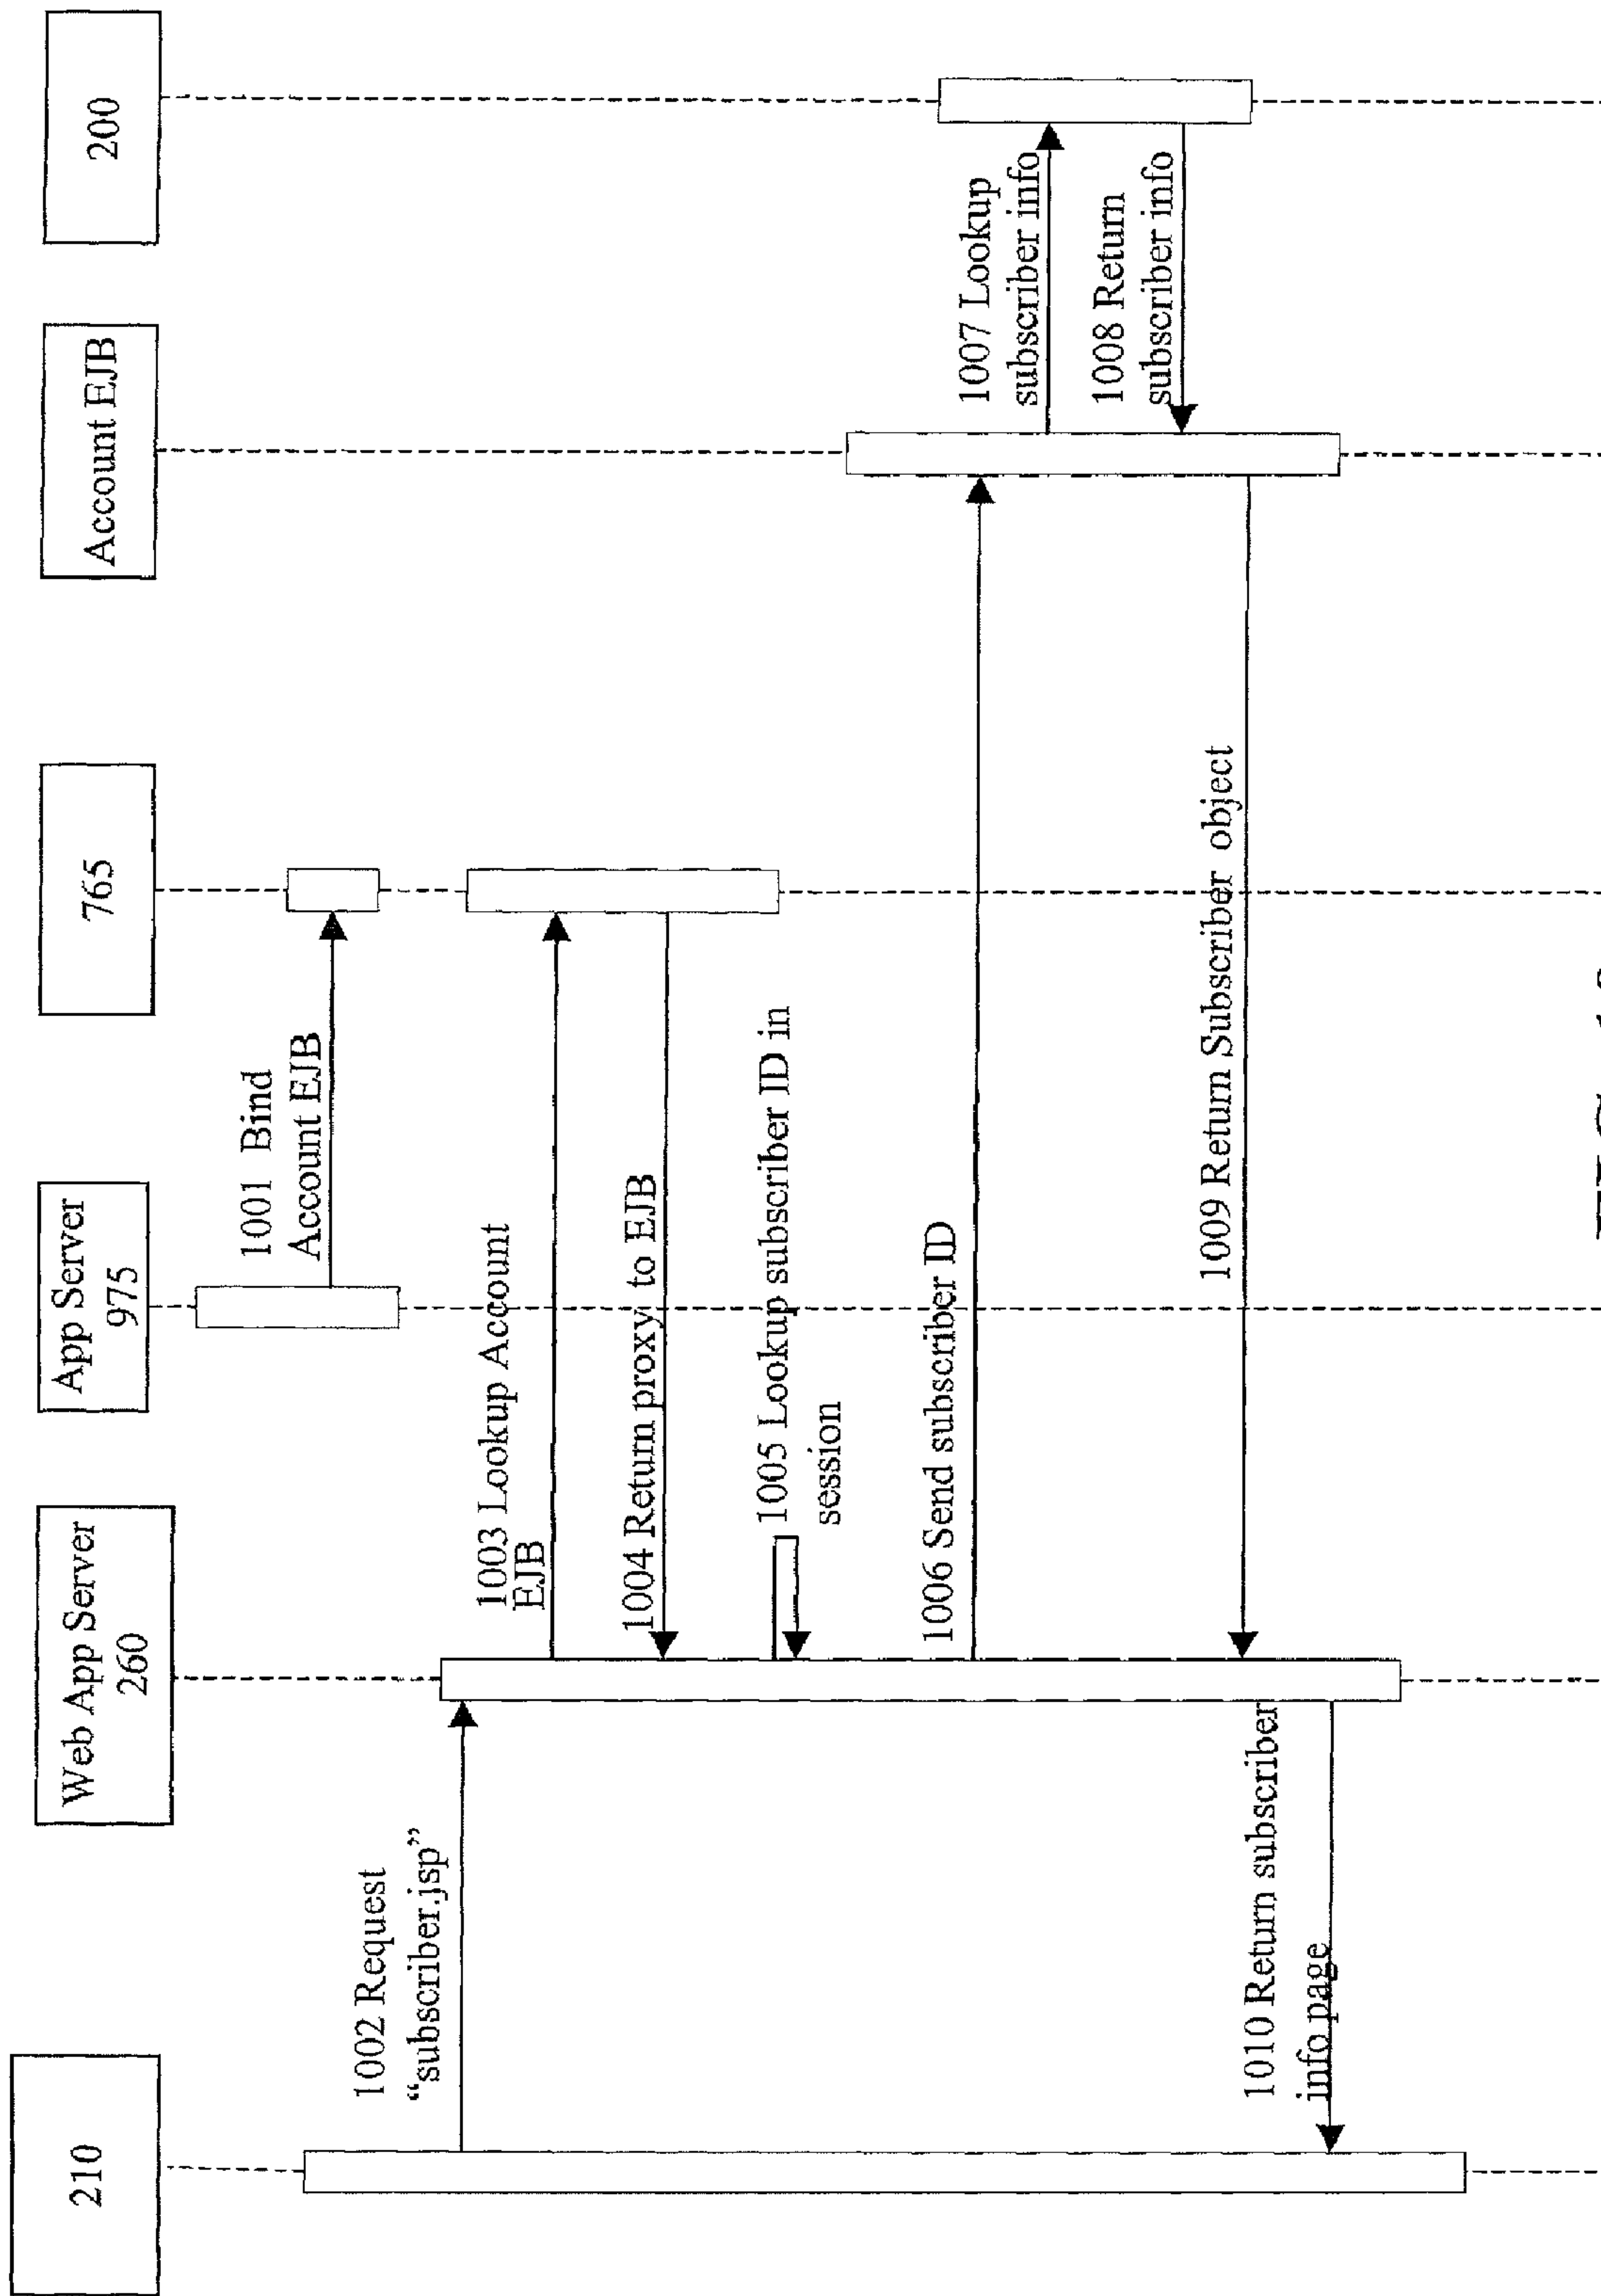 210
Web App Server
260
App Server
975
765
Account EJB
200
1001 Bind
Account EJB
1002 Request
“subscriber.jsp”
1003 Lookup Account
EJB
1004 Return proxy to EJB
1005 Lookup subscriber ID in
session
1006 Send subscriber ID
1007 Lookup
subscriber info
1008 Return
subscriber info
1009 Return Subscriber object
1010 Return subscriber
info page